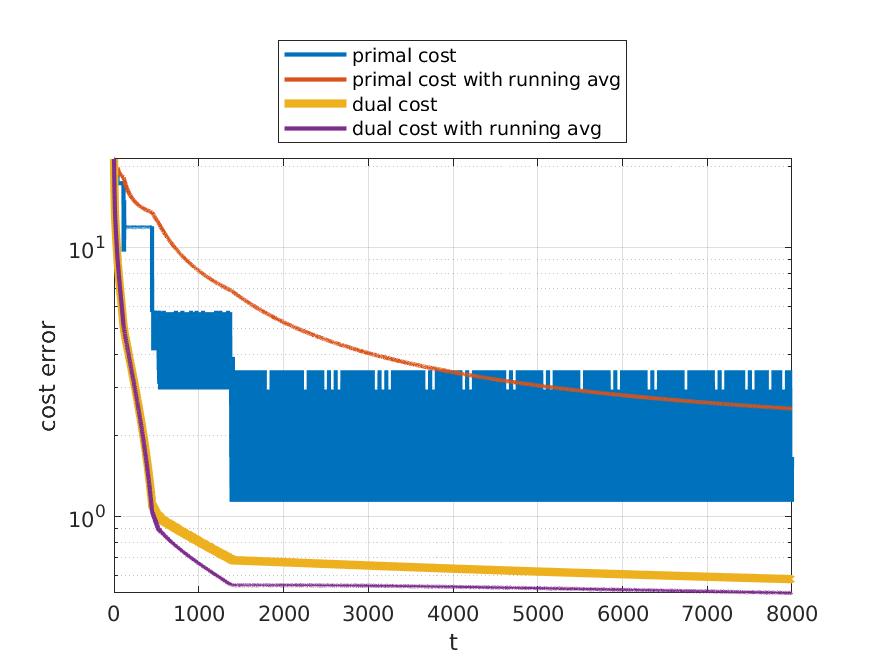 primal cost
primal cost with running avg
dual cost
dual cost with running avg
10^1
10^0
cost error
0 1000 2000 3000 4000 5000 6000 7000 8000
t